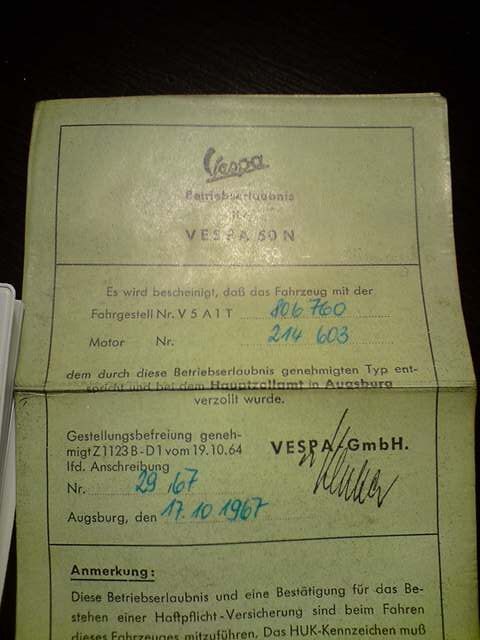 Vespa
Betriebserlaubnis
VESPA 50 N
Es wird bescheinigt, daß das Fahrzeug mit der
Fahrgestell Nr. V 5 A 1 T 806 760
Motor Nr. 214 603
dem durch diese Betriebserlaubnis genehmigten Typ ent-
spricht und bei dem Hauptzollamt in Augsburg
verzollt wurde.
Gestellungsbefreiung geneh-
migt Z 1123 B - D 1 vom 19.10.64
lfd. Anschreibung
Nr. 29/67
VESPA-GmbH.
Augsburg, den 17.10 1967
Anmerkung:
Diese Betriebserlaubnis und eine Bestätigung für das Be-
stehen einer Haftpflicht-Versicherung sind beim Fahren
dieses Fahrzeuges mitzuführen. Das HUK-Kennzeichen muß